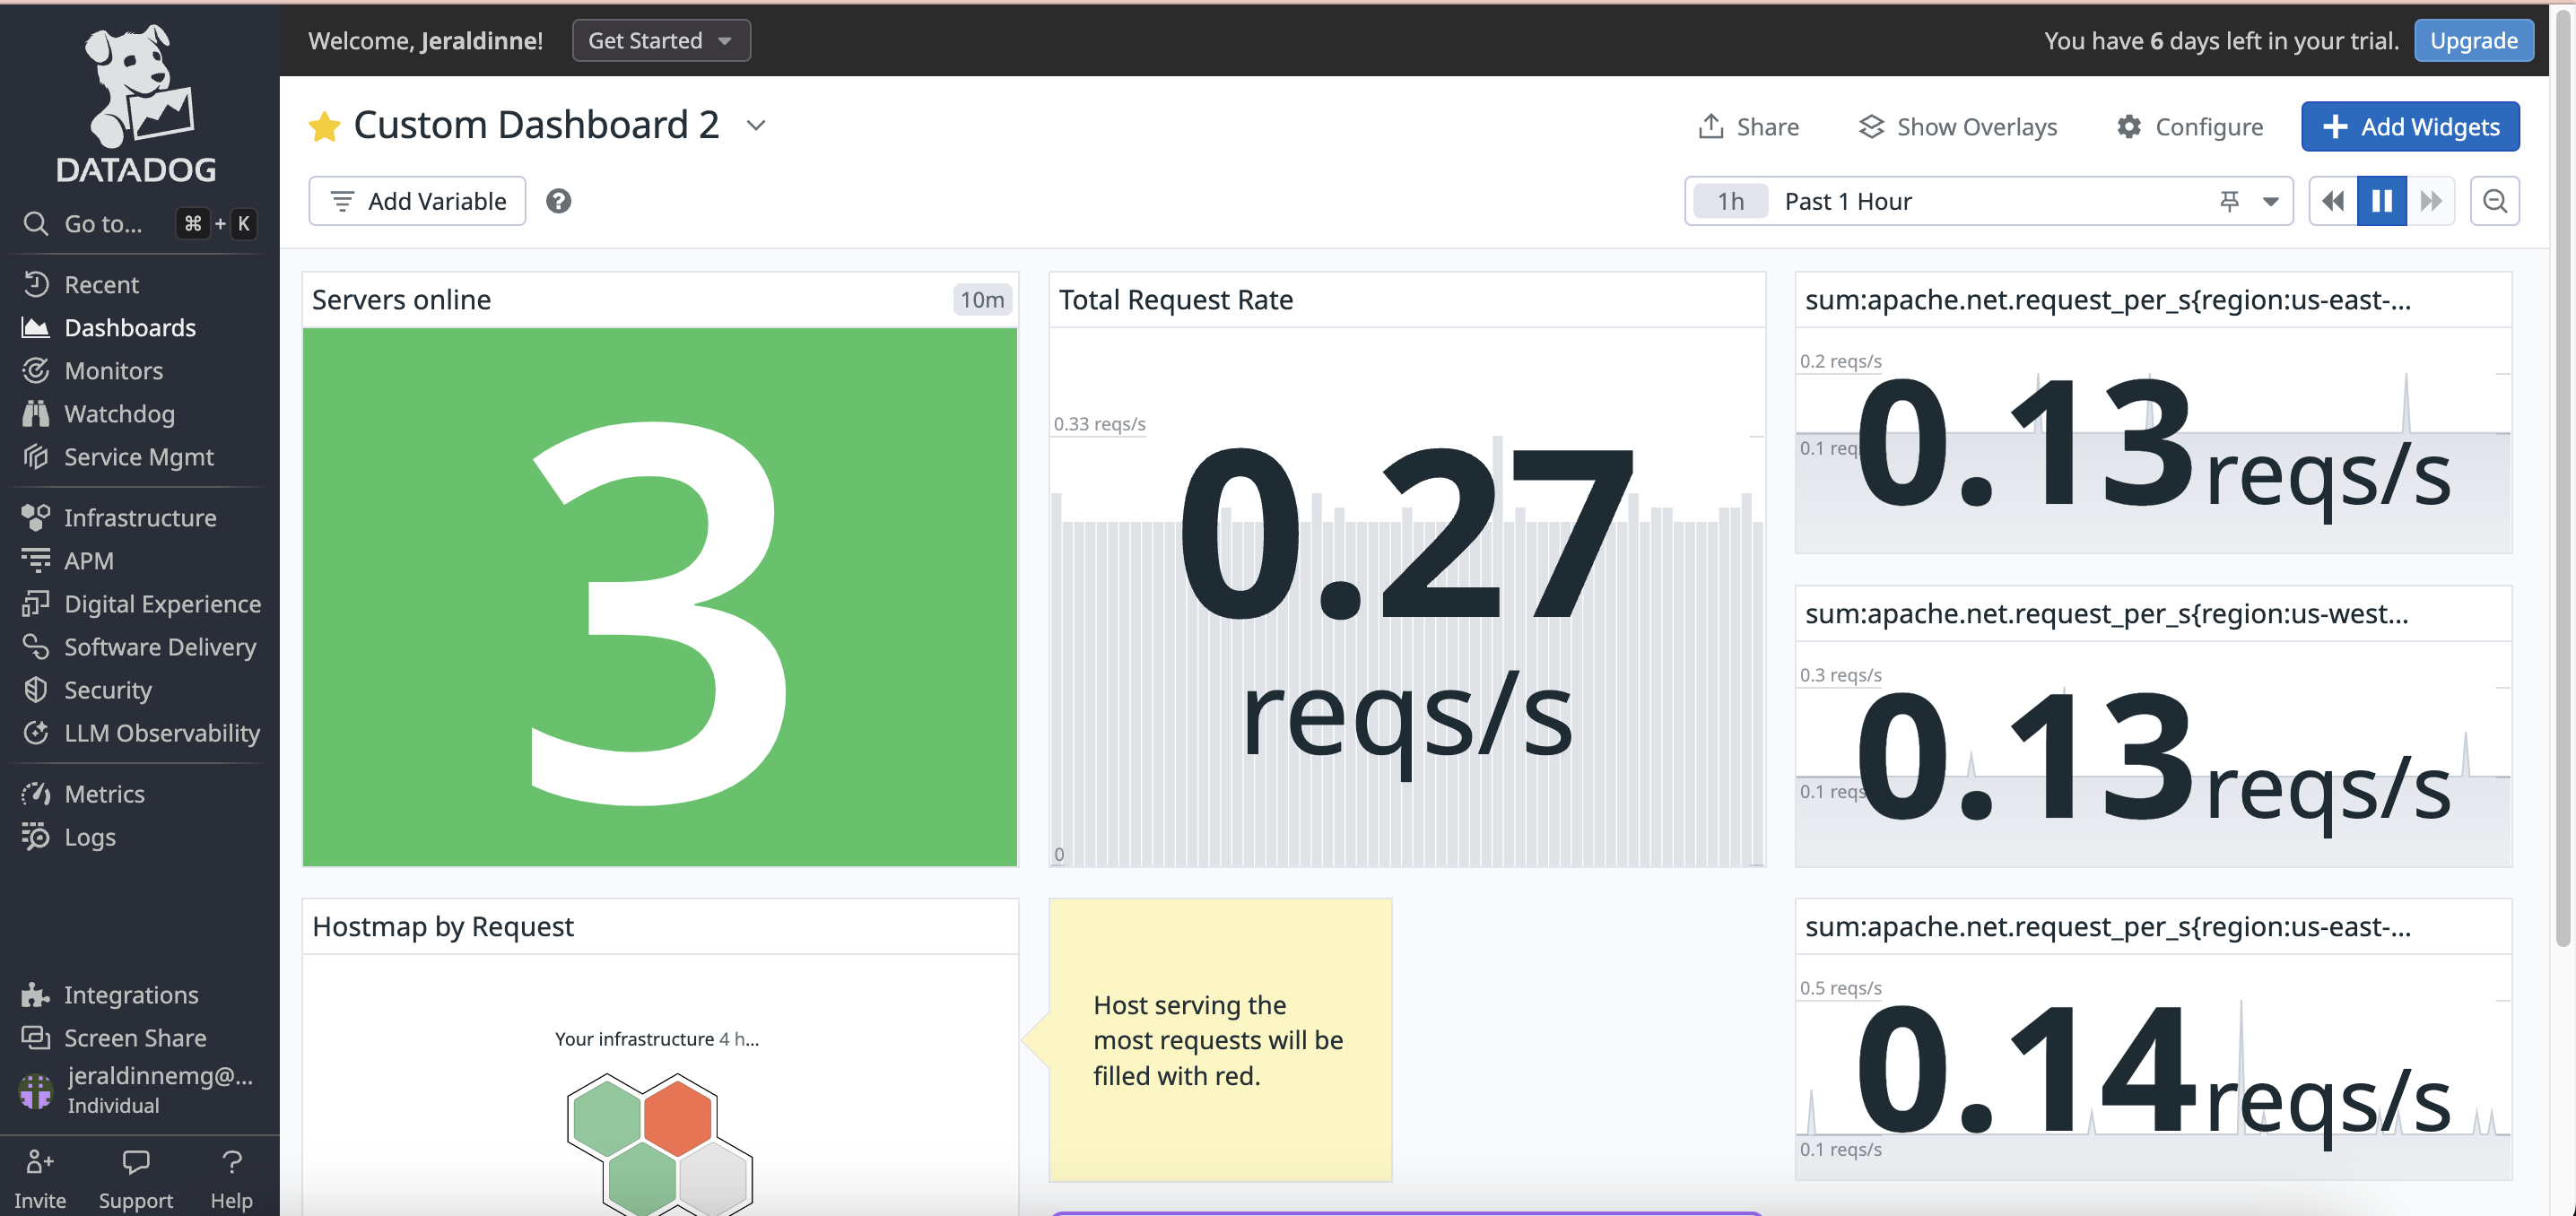 DATADOG
Go to... ⌘ + K
Recent
Dashboards
Monitors
Watchdog
Service Mgmt
Infrastructure
APM
Digital Experience
Software Delivery
Security
LLM Observability
Metrics
Logs
Integrations
Screen Share
jeraldinnemg@...
Individual
Invite Support Help
Welcome, Jeraldinne! Get Started
You have 6 days left in your trial. Upgrade
Custom Dashboard 2
Share Show Overlays Configure + Add Widgets
Add Variable ?
1h Past 1 Hour
Servers online 10m
3
Total Request Rate
0.33 reqs/s
0.27
reqs/s
0
sum:apache.net.request_per_s{region:us-east-...
0.2 reqs/s
0.13 reqs/s
0.1 req
sum:apache.net.request_per_s{region:us-west...
0.3 reqs/s
0.13 reqs/s
0.1 reqs
Hostmap by Request
Your infrastructure 4 h...
Host serving the
most requests will be
filled with red.
sum:apache.net.request_per_s{region:us-east-...
0.5 reqs/s
0.14 reqs/s
0.1 reqs/s